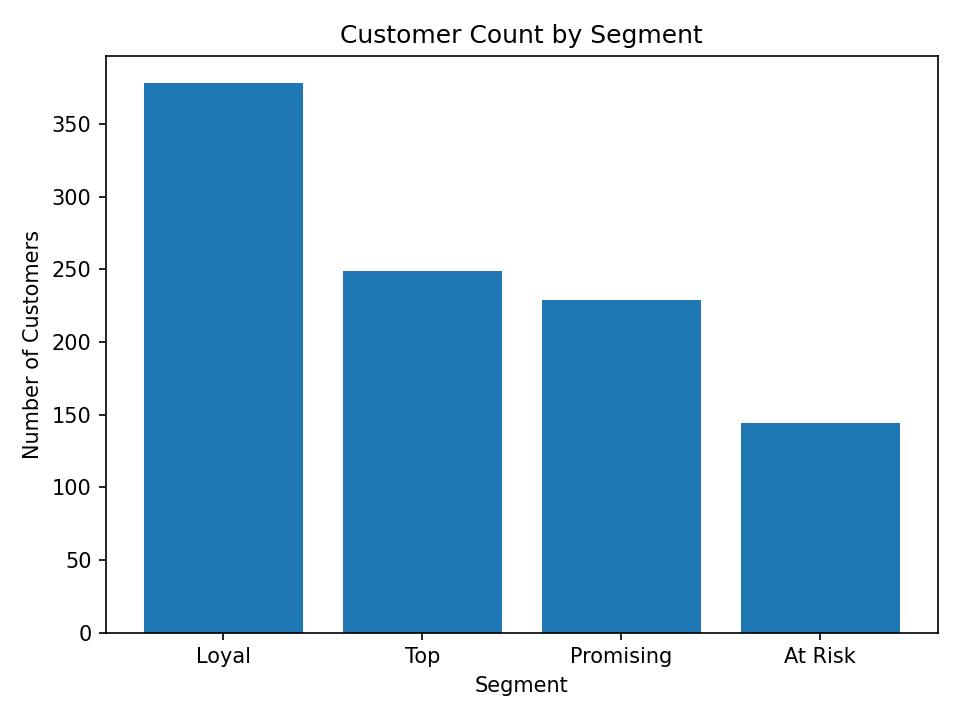 Customer Count by Segment
Number of Customers
350
300
250
200
150
100
50
0
Loyal Top Promising At Risk
Segment